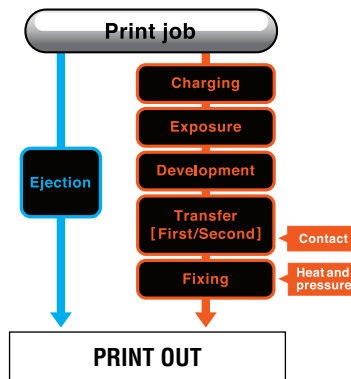 Print job
Charging
Exposure
Development
Ejection
Transfer
[First/Second]
Contact
Fixing
Heat and
pressure
PRINT OUT